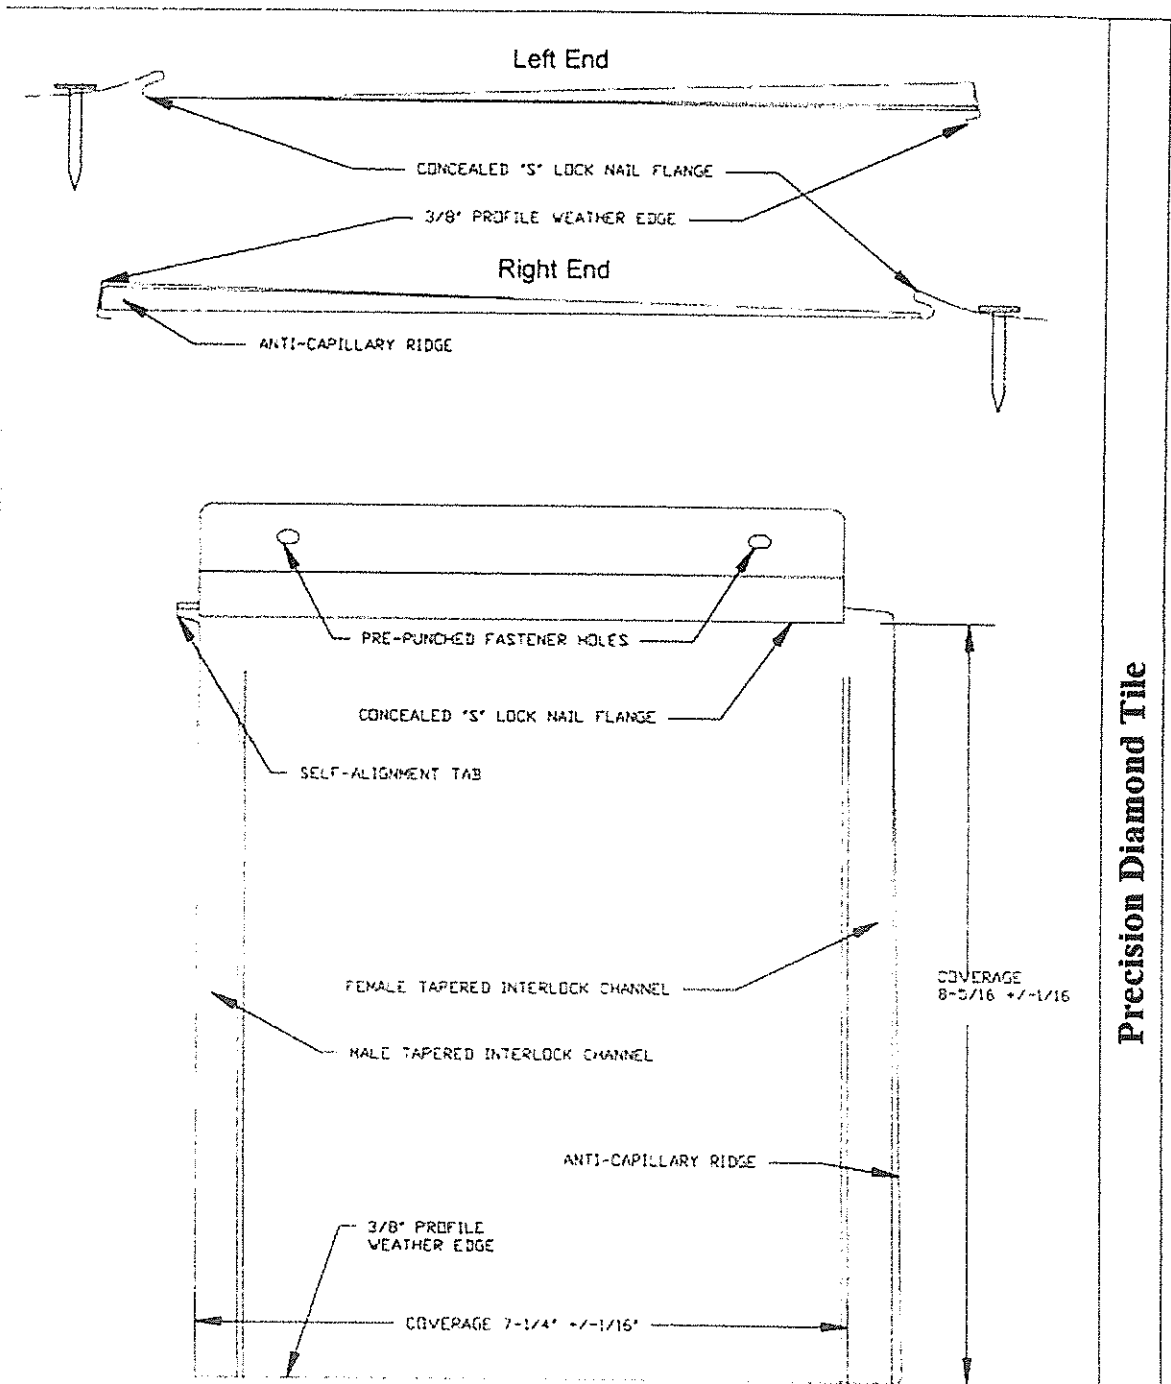 Left End
CONCEALED "S" LOCK NAIL FLANGE
3/8" PROFILE WEATHER EDGE
Right End
ANTI-CAPILLARY RIDGE
PRE-PUNCHED FASTENER HOLES
CONCEALED "S" LOCK NAIL FLANGE
SELF-ALIGNMENT TAB
FEMALE TAPERED INTERLOCK CHANNEL
COVERAGE
8-5/16 +/-1/16
MALE TAPERED INTERLOCK CHANNEL
ANTI-CAPILLARY RIDGE
3/8" PROFILE
WEATHER EDGE
COVERAGE 7-1/4" +/-1/16"
Precision Diamond Tile